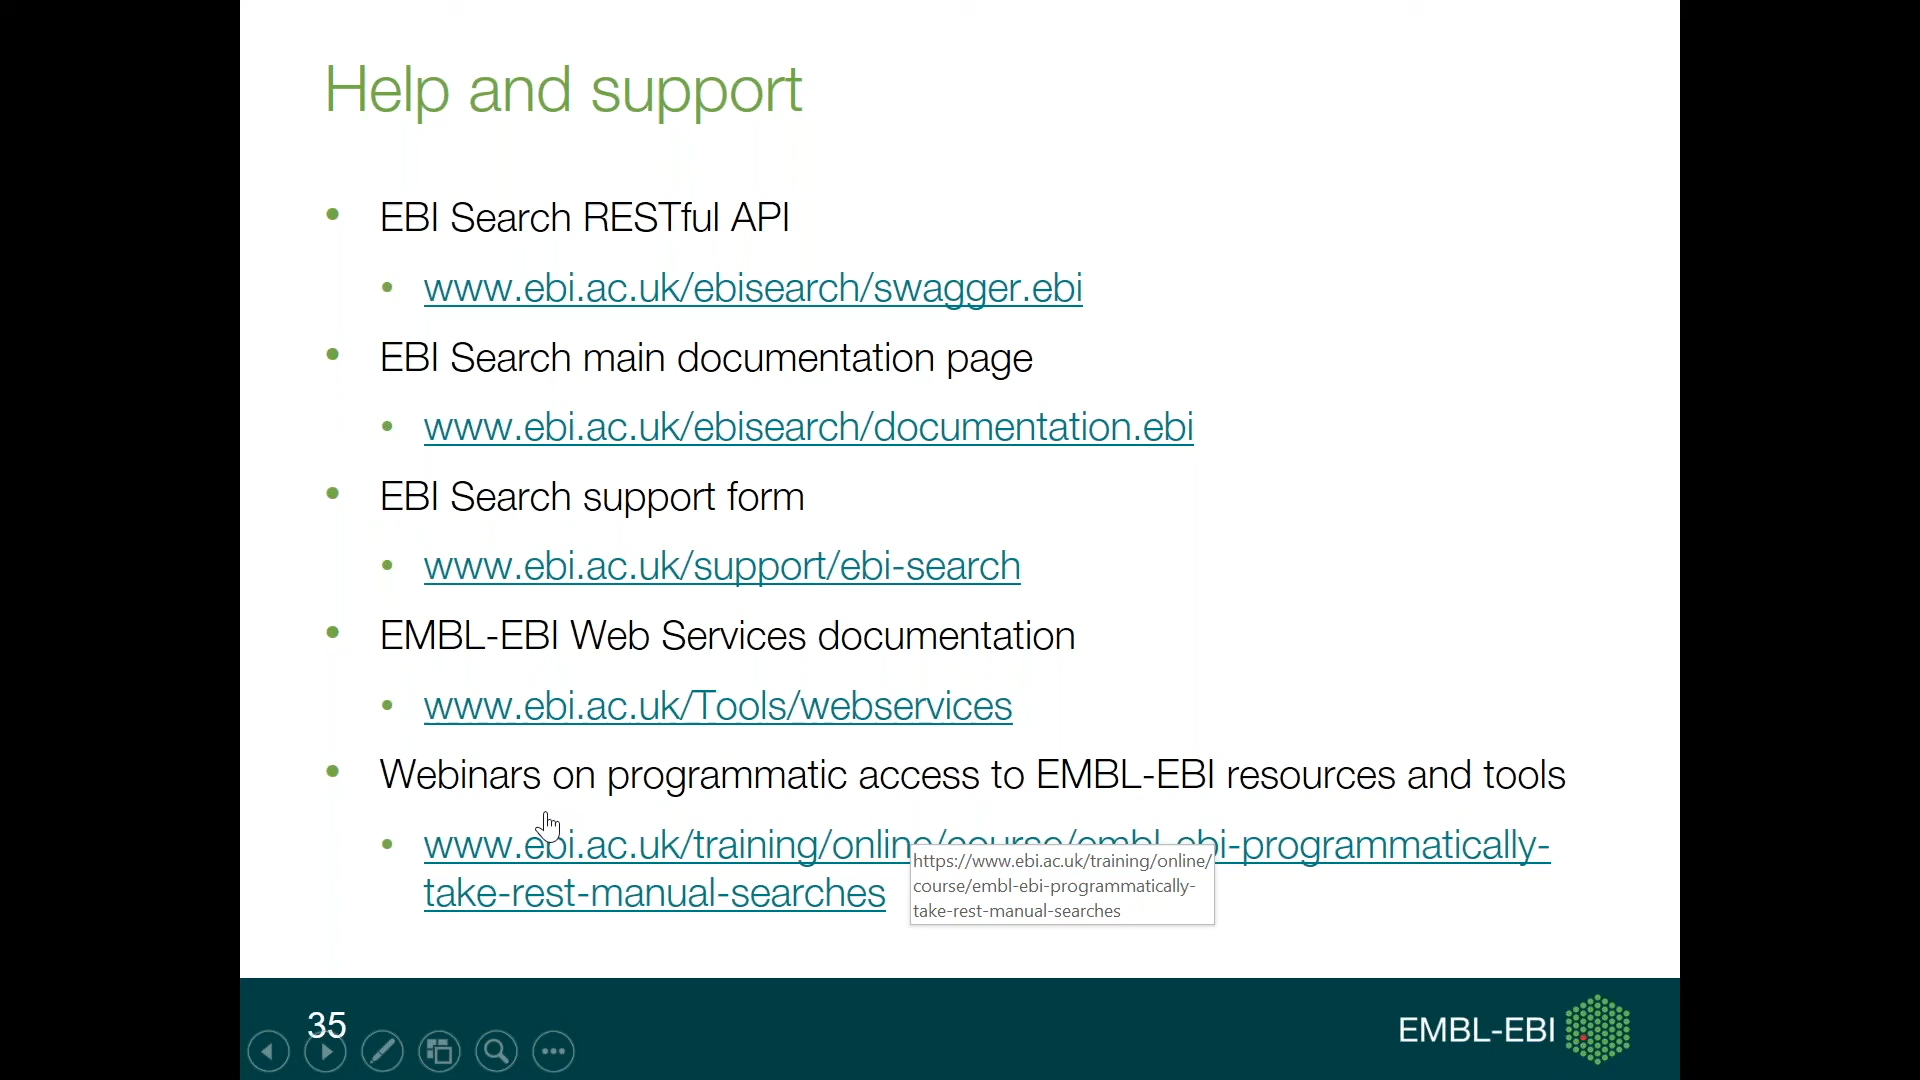 Help and support
EBI Search RESTful API
www.ebi.ac.uk/ebisearch/swagger.ebi
EBI Search main documentation page
www.ebi.ac.uk/ebisearch/documentation.ebi
EBI Search support form
www.ebi.ac.uk/support/ebi-search
EMBL-EBI Web Services documentation
www.ebi.ac.uk/Tools/webservices
Webinars on programmatic access to EMBL-EBI resources and tools
www.ebi.ac.uk/training/online/course/embl-ebi-programmatically-
take-rest-manual-searches
https://www.ebi.ac.uk/training/online/
course/embl-ebi-programmatically-
take-rest-manual-searches
35
EMBL-EBI